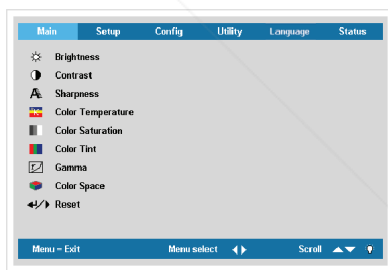 Main Setup Config Utility Language Status
Brightness
Contrast
Sharpness
Color Temperature
Color Saturation
Color Tint
Gamma
Color Space
Reset
Menu = Exit Menu select Scroll